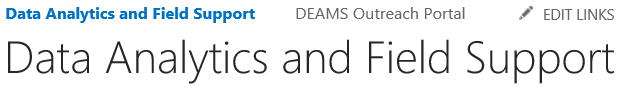 Data Analytics and Field Support DEAMS Outreach Portal EDIT LINKS
Data Analytics and Field Support